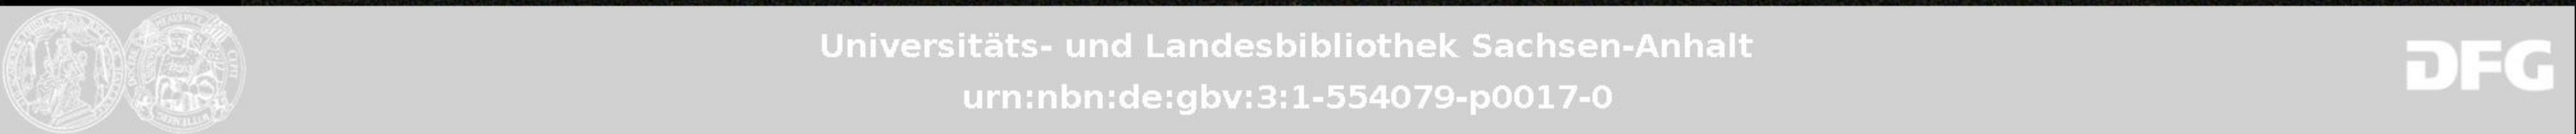 Universitäts- und Landesbibliothek Sachsen-Anhalt
urn:nbn:de:gbv:3:1-554079-p0017-0
DFG